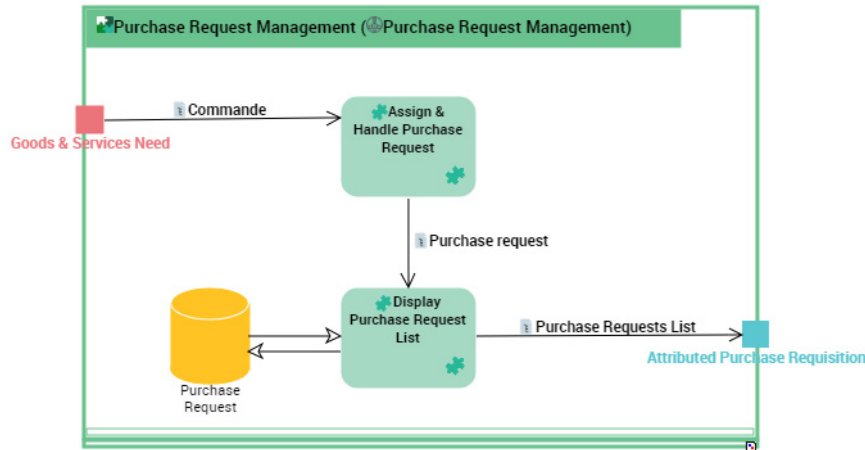 Purchase Request Management (Purchase Request Management)
Commande
Goods & Services Need
Assign &
Handle Purchase
Request
Purchase request
Display
Purchase Request
List
Purchase Requests List
Attributed Purchase Requisition
Purchase
Request